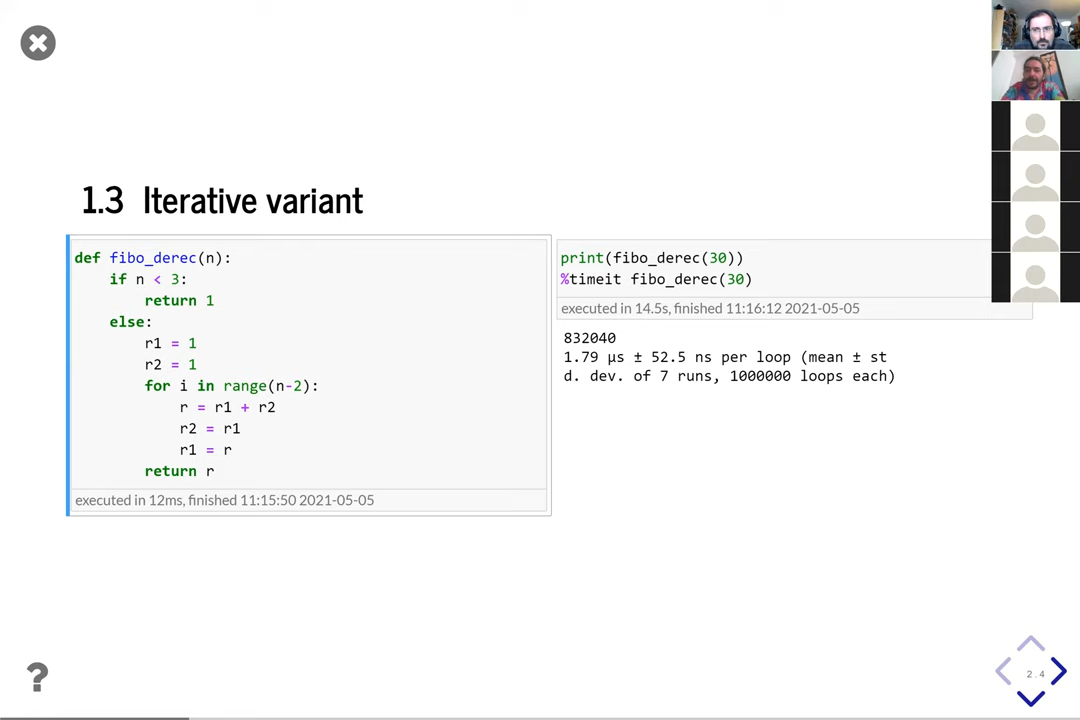 1.3 Iterative variant
def fibo_derec(n):
    if n < 3:
        return 1
    else:
        r1 = 1
        r2 = 1
        for i in range(n-2):
            r = r1 + r2
            r2 = r1
            r1 = r
        return r
executed in 12ms, finished 11:15:50 2021-05-05
print(fibo_derec(30))
%timeit fibo_derec(30)
executed in 14.5s, finished 11:16:12 2021-05-05
832040
1.79 µs ± 52.5 ns per loop (mean ± st
d. dev. of 7 runs, 1000000 loops each)
?
2.4